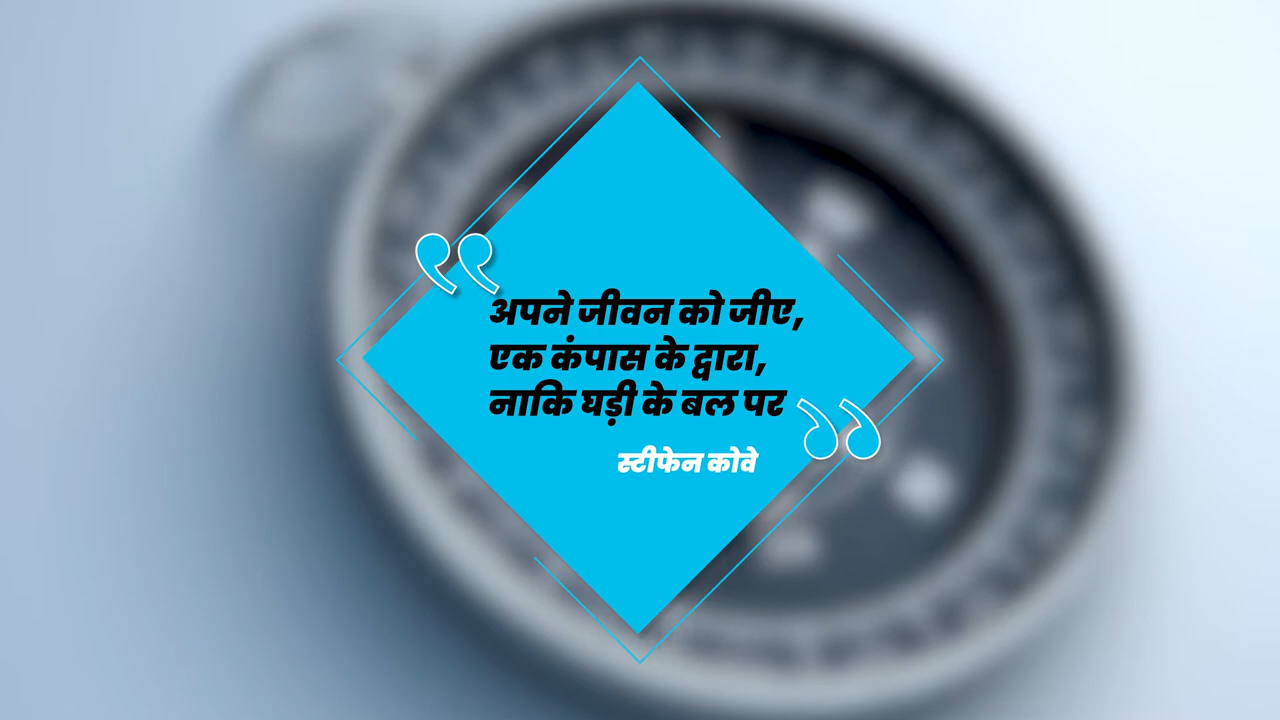 “अपने जीवन को जीए,
एक कंपास के द्वारा,
नाकि घड़ी के बल पर”
स्टीफेन कोवे